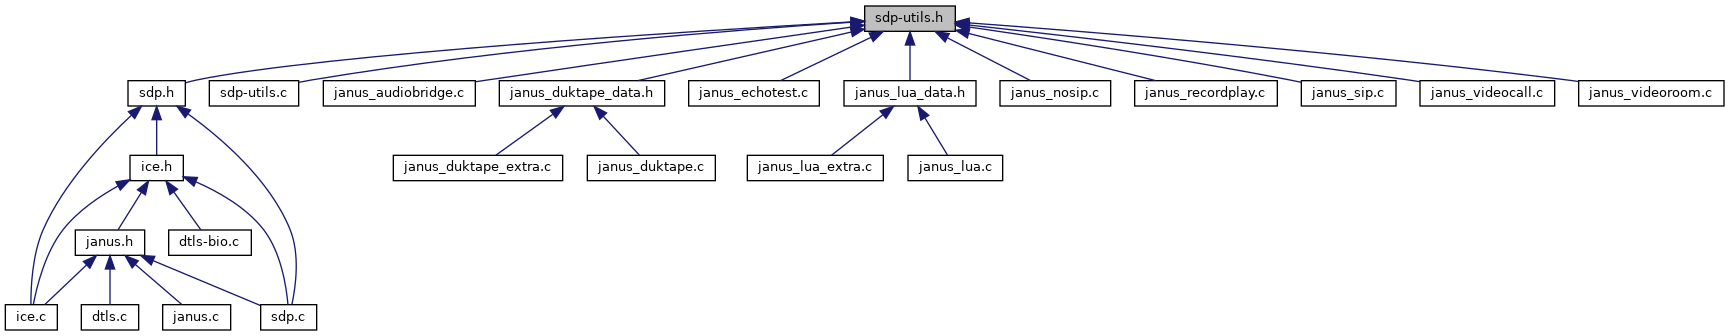 sdp-utils.h
sdp.h
sdp-utils.c
janus_audiobridge.c
janus_duktape_data.h
janus_echotest.c
janus_lua_data.h
janus_nosip.c
janus_recordplay.c
janus_sip.c
janus_videocall.c
janus_videoroom.c
ice.h
janus_duktape_extra.c
janus_duktape.c
janus_lua_extra.c
janus_lua.c
janus.h
dtls-bio.c
ice.c
dtls.c
janus.c
sdp.c